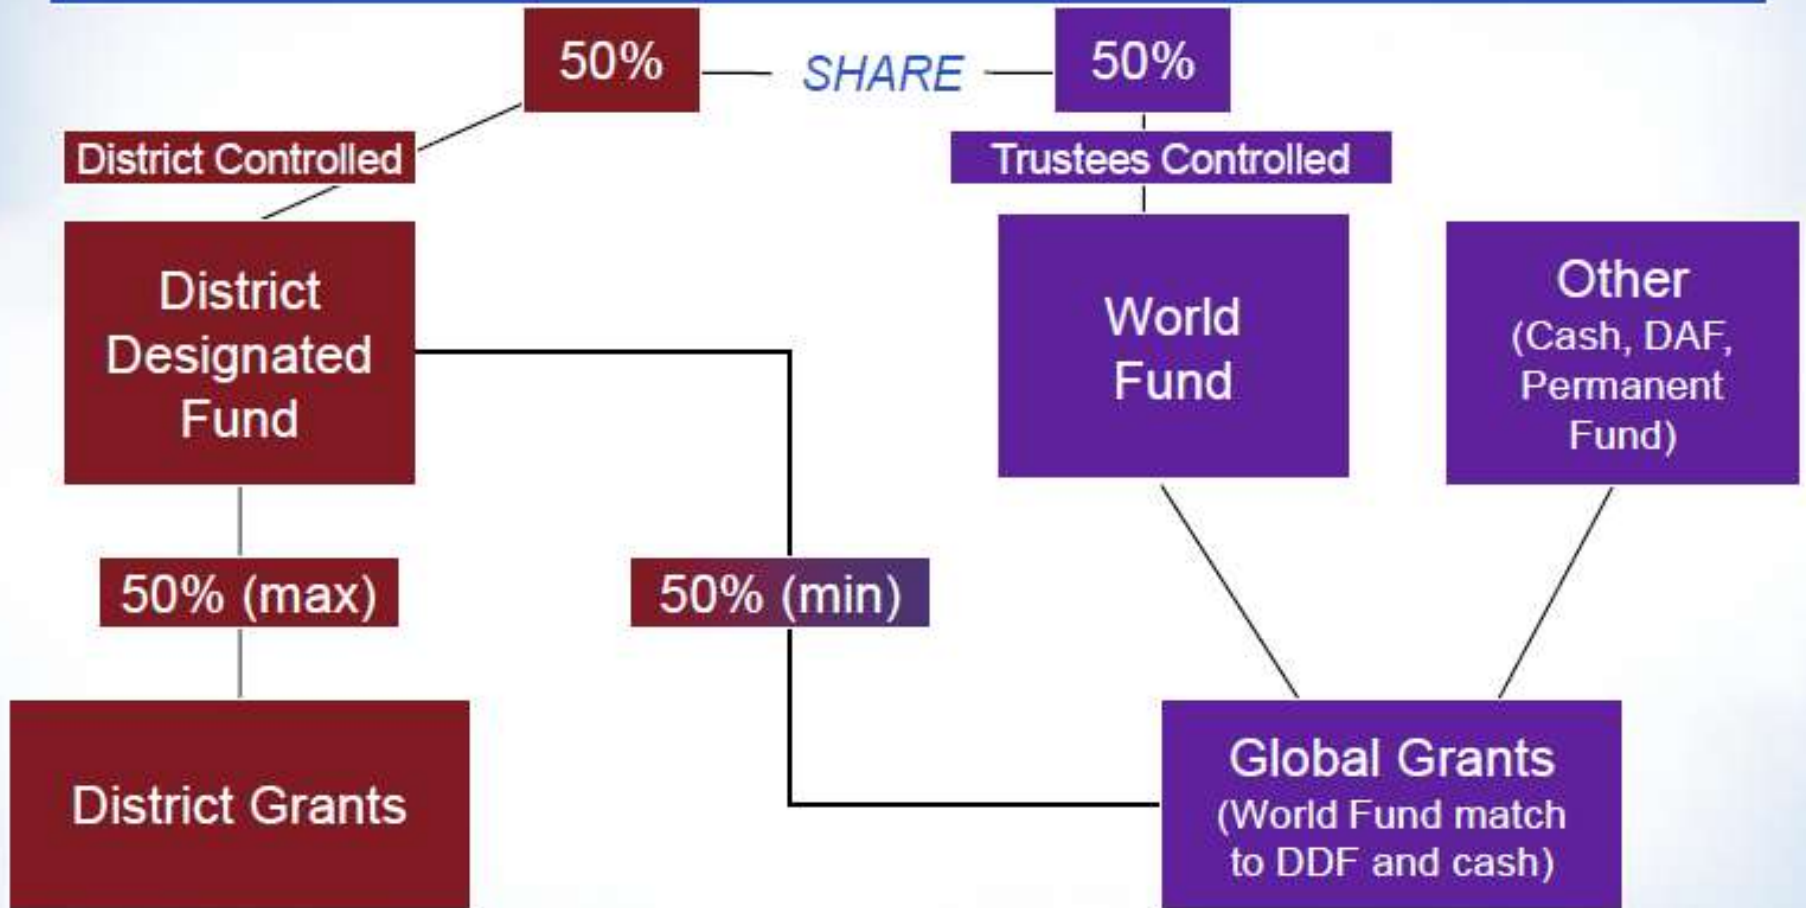 50%
SHARE
50%
District Controlled
Trustees Controlled
District
Designated
Fund
World
Fund
Other
(Cash, DAF,
Permanent
Fund)
50% (max)
50% (min)
District Grants
Global Grants
(World Fund match
to DDF and cash)